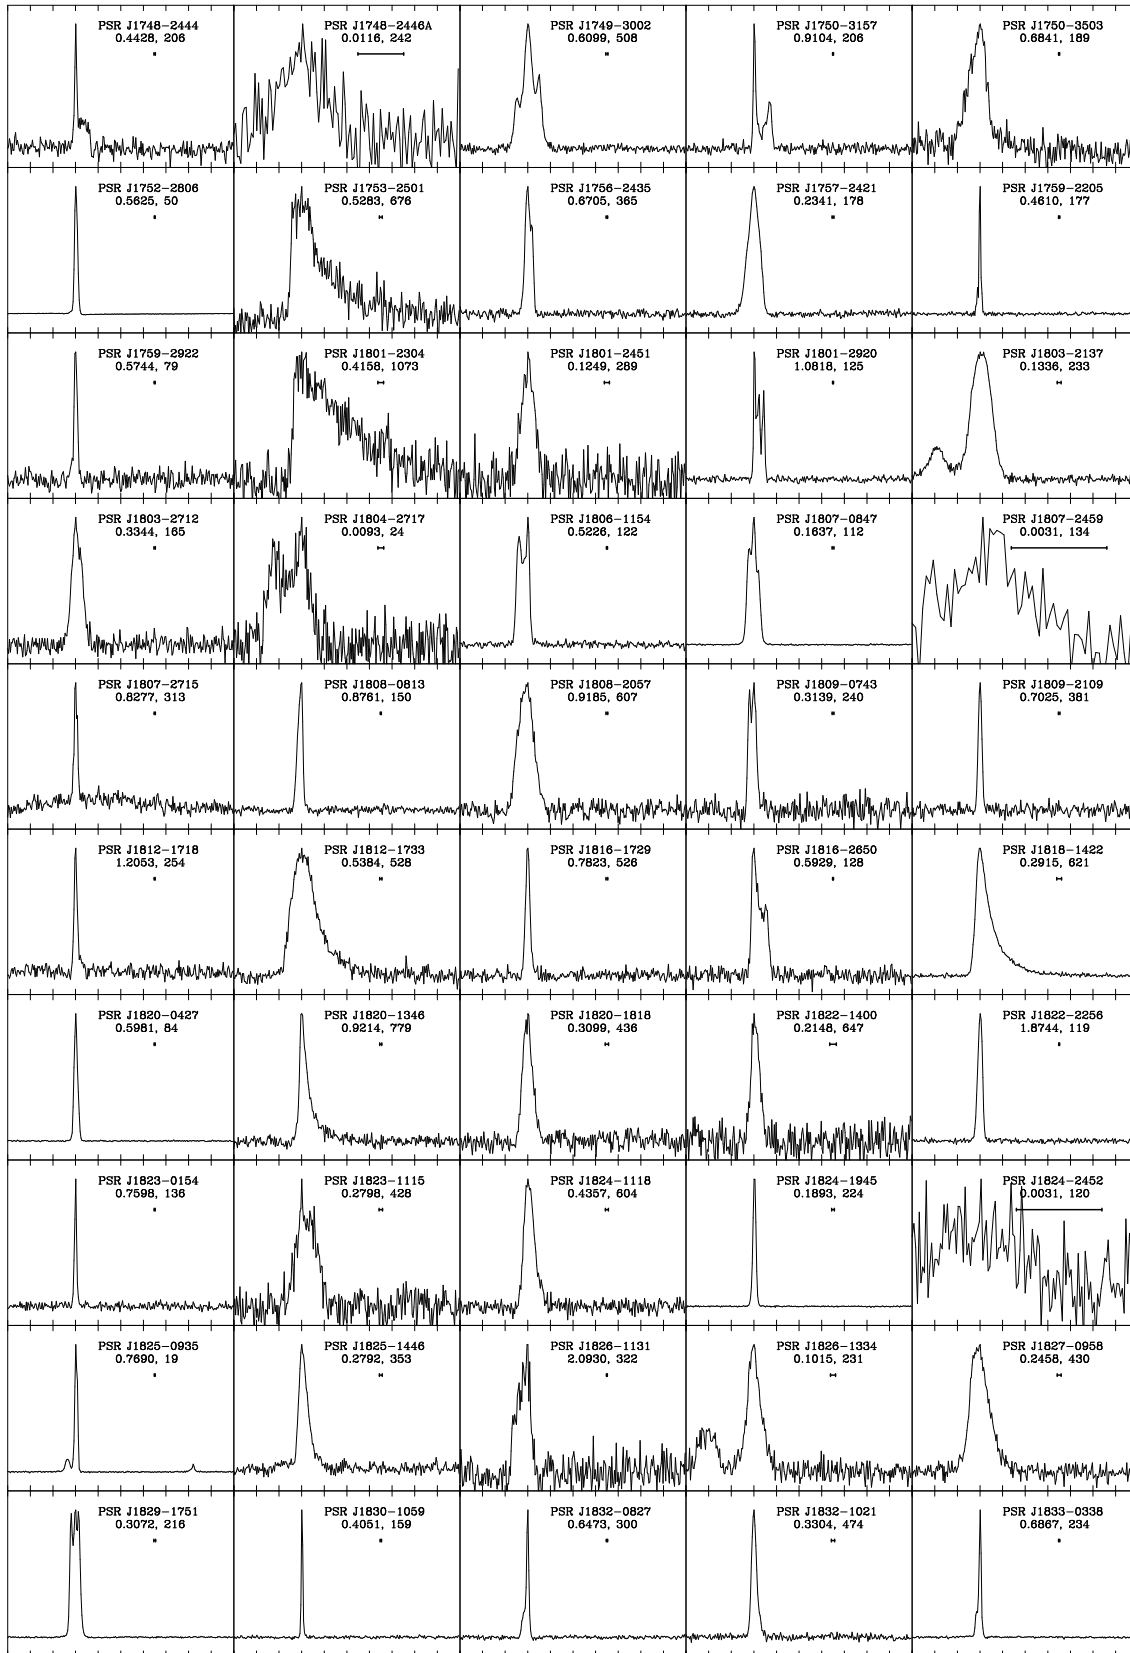 PSR J1748-2444
0.4428, 206
PSR J1748-2446A
0.0116, 242
PSR J1749-3002
0.6099, 508
PSR J1750-3157
0.9104, 206
PSR J1750-3503
0.6841, 189
PSR J1752-2806
0.5625, 50
PSR J1753-2501
0.5283, 676
PSR J1756-2435
0.6705, 365
PSR J1757-2421
0.2341, 178
PSR J1759-2205
0.4610, 177
PSR J1759-2922
0.5744, 79
PSR J1801-2304
0.4158, 1073
PSR J1801-2451
0.1249, 289
PSR J1801-2920
1.0818, 125
PSR J1803-2137
0.1336, 233
PSR J1803-2712
0.3344, 165
PSR J1804-2717
0.0093, 24
PSR J1806-1154
0.5226, 122
PSR J1807-0847
0.1637, 112
PSR J1807-2459
0.0031, 134
PSR J1807-2715
0.8277, 313
PSR J1808-0813
0.8761, 150
PSR J1808-2057
0.9185, 607
PSR J1809-0743
0.3139, 240
PSR J1809-2109
0.7025, 381
PSR J1812-1718
1.2053, 254
PSR J1812-1733
0.5384, 528
PSR J1816-1729
0.7823, 526
PSR J1816-2650
0.5929, 128
PSR J1818-1422
0.2915, 621
PSR J1820-0427
0.5981, 84
PSR J1820-1346
0.9214, 779
PSR J1820-1818
0.3099, 436
PSR J1822-1400
0.2148, 647
PSR J1822-2256
1.8744, 119
PSR J1823-0154
0.7598, 136
PSR J1823-1115
0.2798, 428
PSR J1824-1118
0.4357, 604
PSR J1824-1945
0.1893, 224
PSR J1824-2452
0.0031, 120
PSR J1825-0935
0.7690, 19
PSR J1825-1446
0.2792, 353
PSR J1826-1131
2.0930, 322
PSR J1826-1334
0.1015, 231
PSR J1827-0958
0.2458, 430
PSR J1829-1751
0.3072, 216
PSR J1830-1059
0.4051, 159
PSR J1832-0827
0.6473, 300
PSR J1832-1021
0.3304, 474
PSR J1833-0338
0.6867, 234